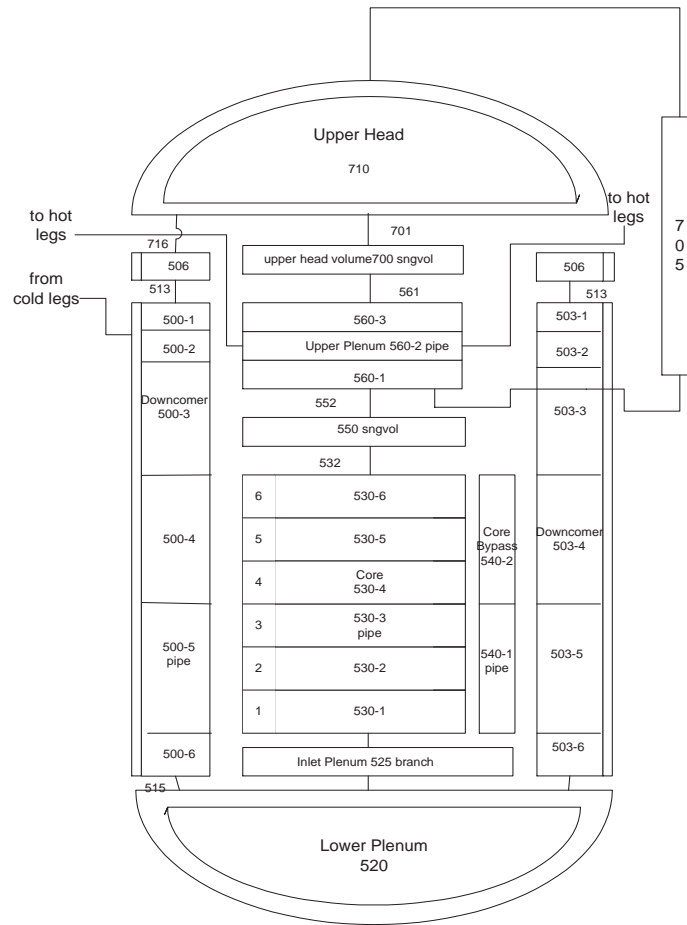 Upper Head
710
to hot
legs
to hot
legs
7
0
5
716
701
506
upper head volume700 sngvol
506
from
cold legs
513
561
513
500-1
560-3
503-1
500-2
Upper Plenum 560-2 pipe
503-2
560-1
Downcomer
500-3
552
503-3
550 sngvol
532
6
530-6
5
530-5
500-4
Core
Bypass
540-2
Downcomer
503-4
4
Core
530-4
3
530-3
pipe
500-5
pipe
540-1
pipe
503-5
2
530-2
1
530-1
500-6
Inlet Plenum 525 branch
503-6
515
Lower Plenum
520